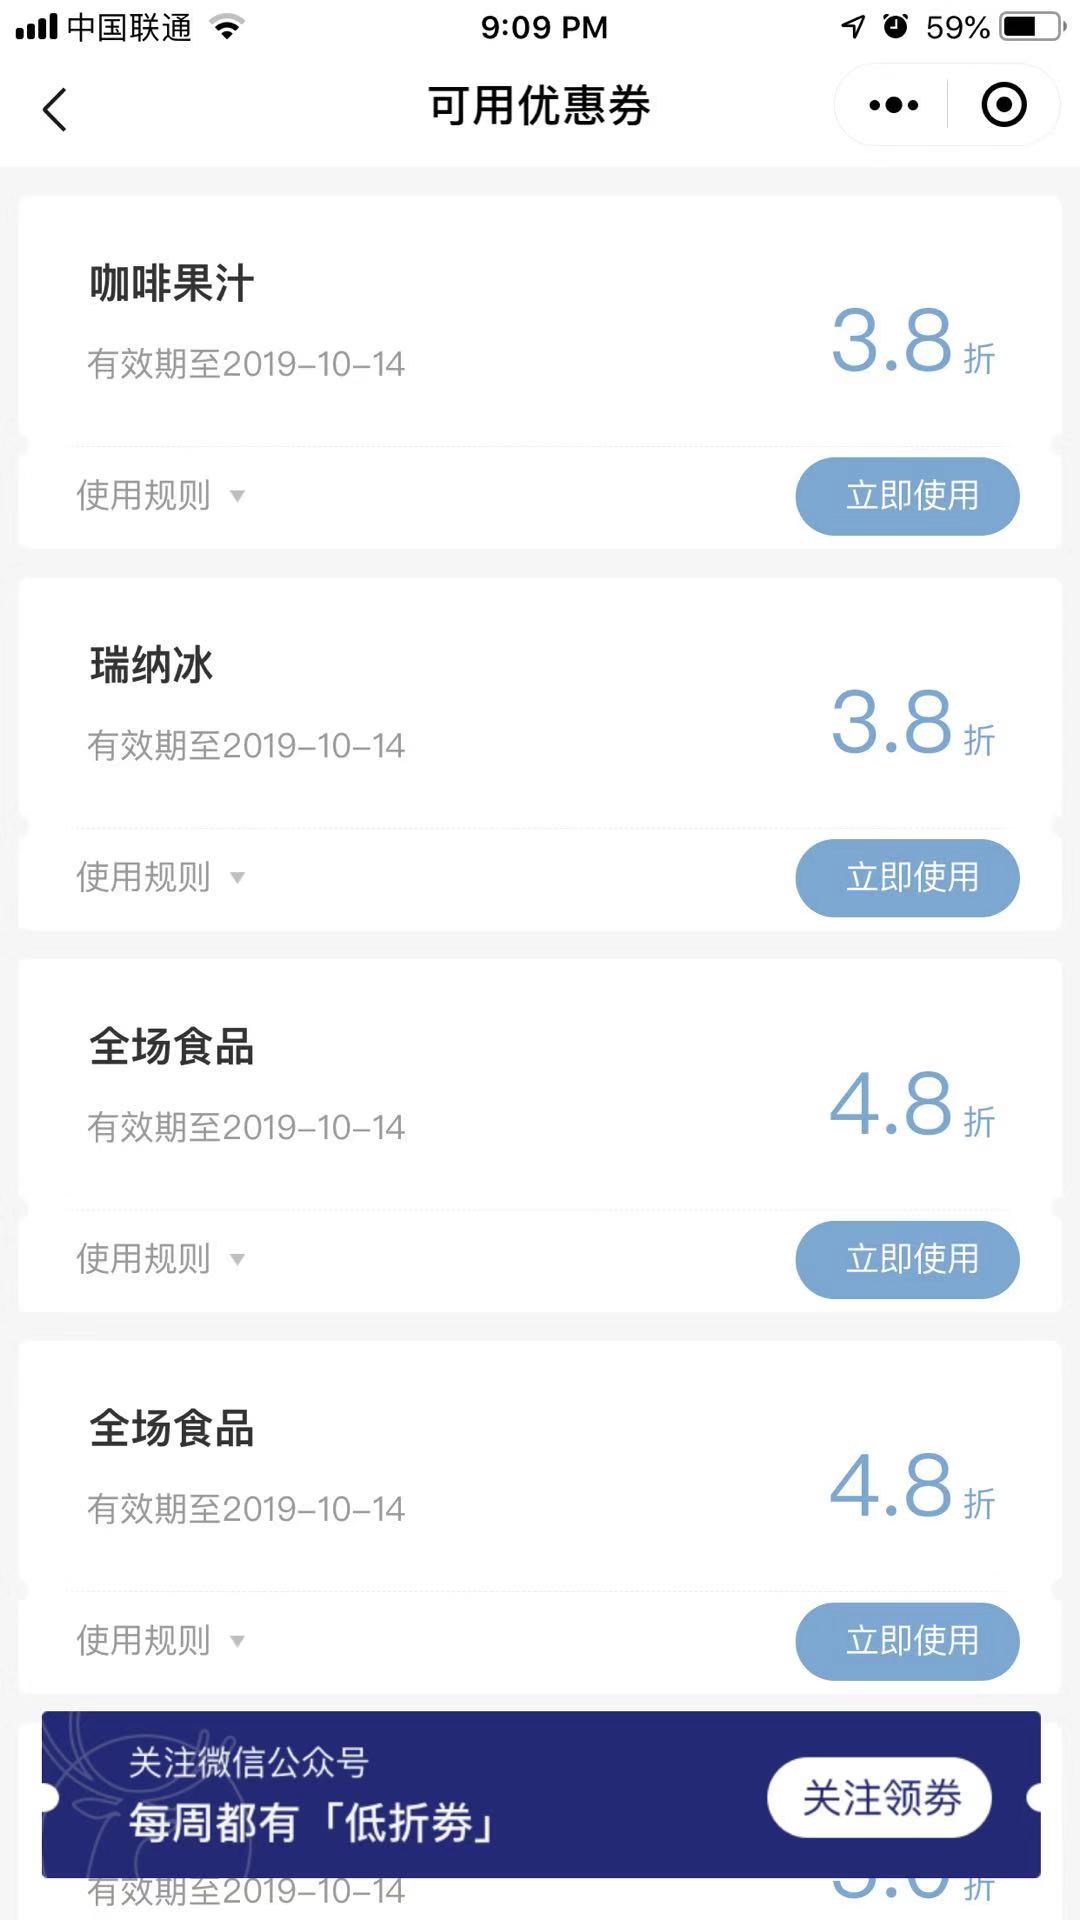 中国联通
9:09 PM
59%
可用优惠券
咖啡果汁
有效期至2019-10-14
3.8折
使用规则
立即使用
瑞纳冰
有效期至2019-10-14
3.8折
使用规则
立即使用
全场食品
有效期至2019-10-14
4.8折
使用规则
立即使用
全场食品
有效期至2019-10-14
4.8折
使用规则
立即使用
关注微信公众号
每周都有「低折券」
关注领券
有效期至2019-10-14
折